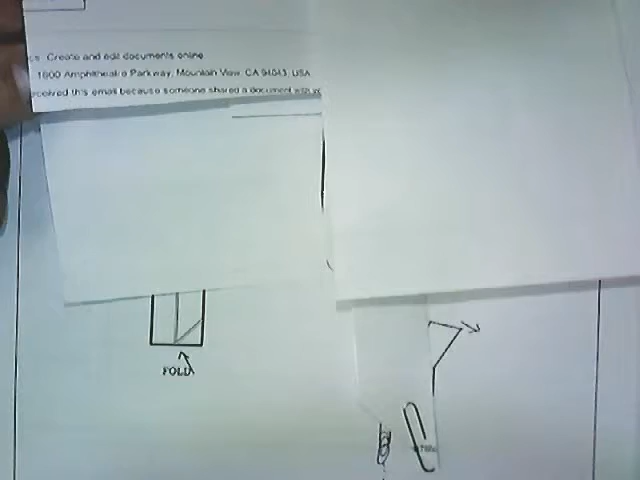 Create and edit documents online.
1600 Amphitheatre Parkway, Mountain View, CA 94043, USA
received this email because someone shared a document with
FOLD